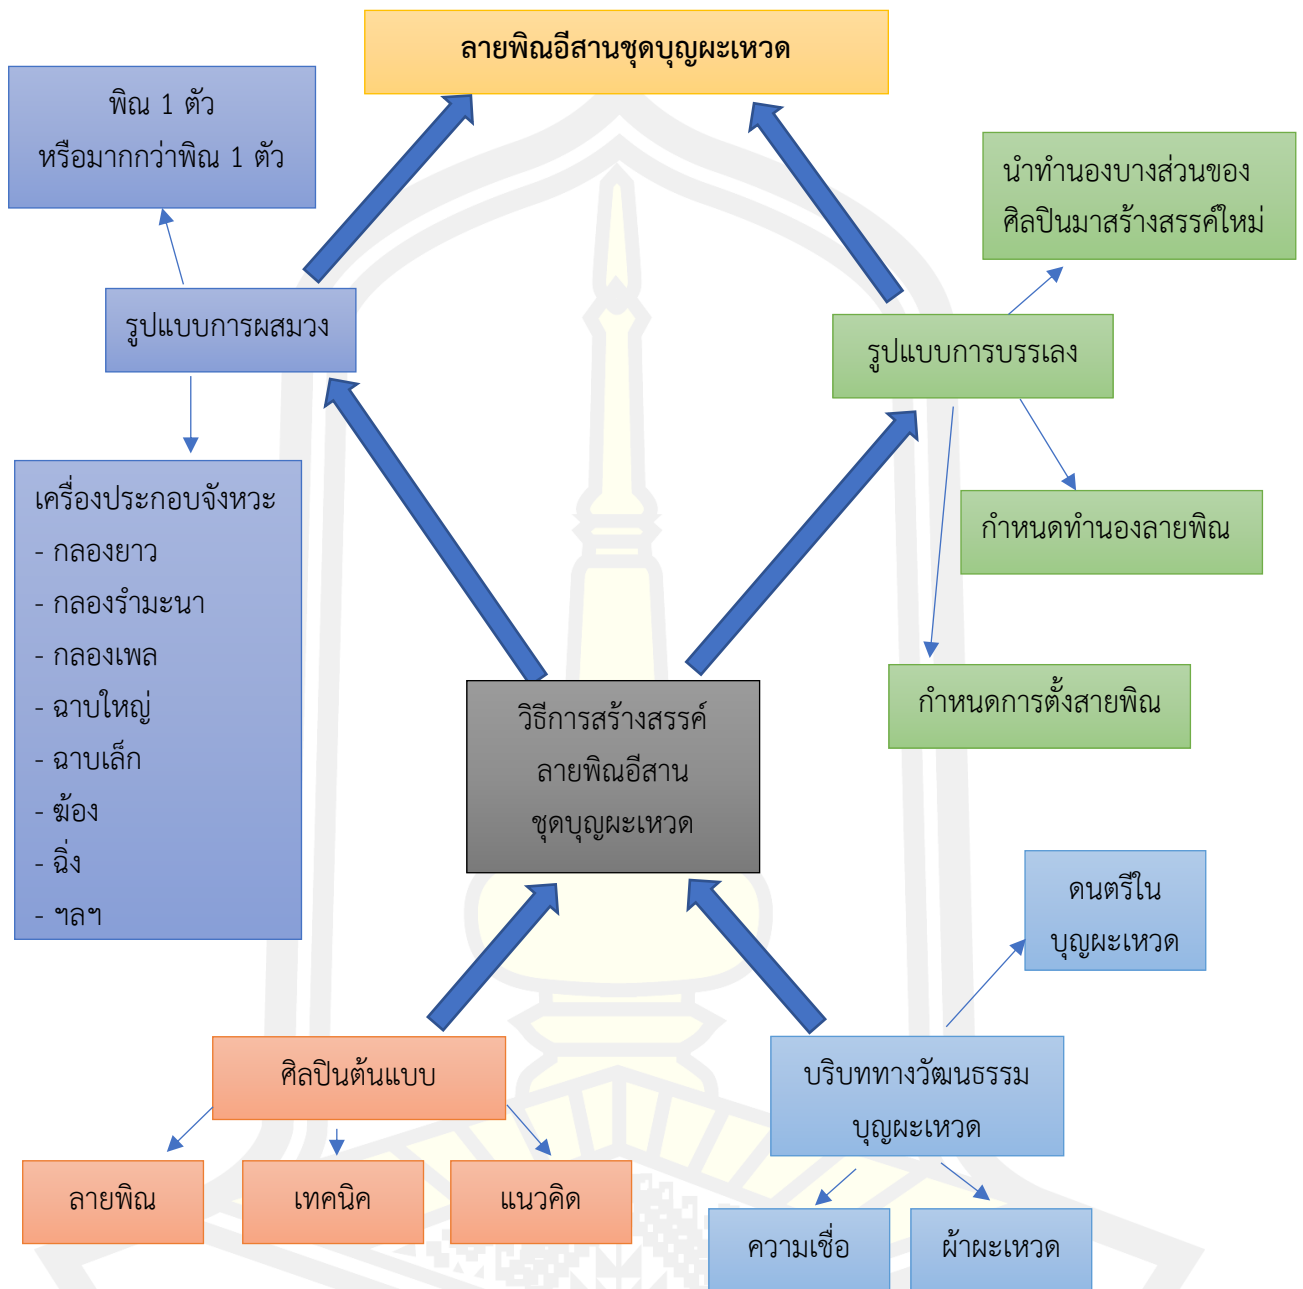 ลายพิณอีสานชุดบุญผะเหวด
พิณ 1 ตัว
หรือมากกว่าพิณ 1 ตัว
นำทำนองบางส่วนของ
ศิลปินมาสร้างสรรค์ใหม่
รูปแบบการผสมวง
รูปแบบการบรรเลง
เครื่องประกอบจังหวะ
- กลองยาว
- กลองรำมะนา
- กลองเพล
- ฉาบใหญ่
- ฉาบเล็ก
- ฆ้อง
- ฉิ่ง
- ฯลฯ
กำหนดทำนองลายพิณ
กำหนดการตั้งสายพิณ
วิธีการสร้างสรรค์
ลายพิณอีสาน
ชุดบุญผะเหวด
ดนตรีใน
บุญผะเหวด
ศิลปินต้นแบบ
บริบททางวัฒนธรรม
บุญผะเหวด
ลายพิณ
เทคนิค
แนวคิด
ความเชื่อ
ผ้าผะเหวด